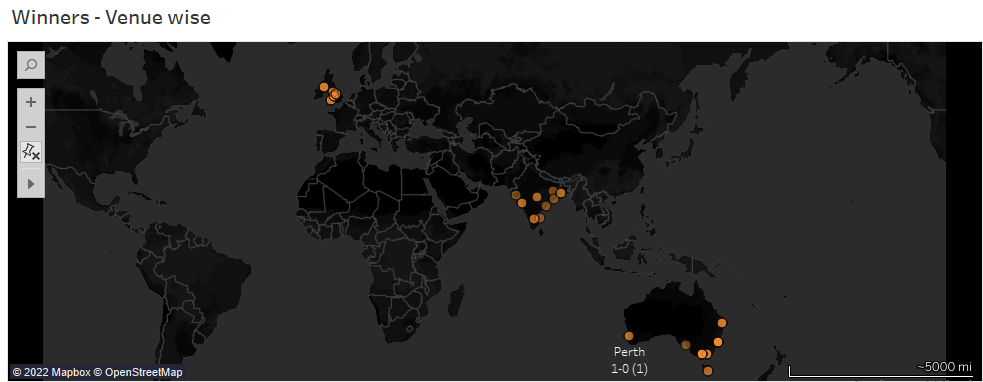 Winners - Venue wise
Perth
1-0 (1)
© 2022 Mapbox © OpenStreetMap
~5000 mi